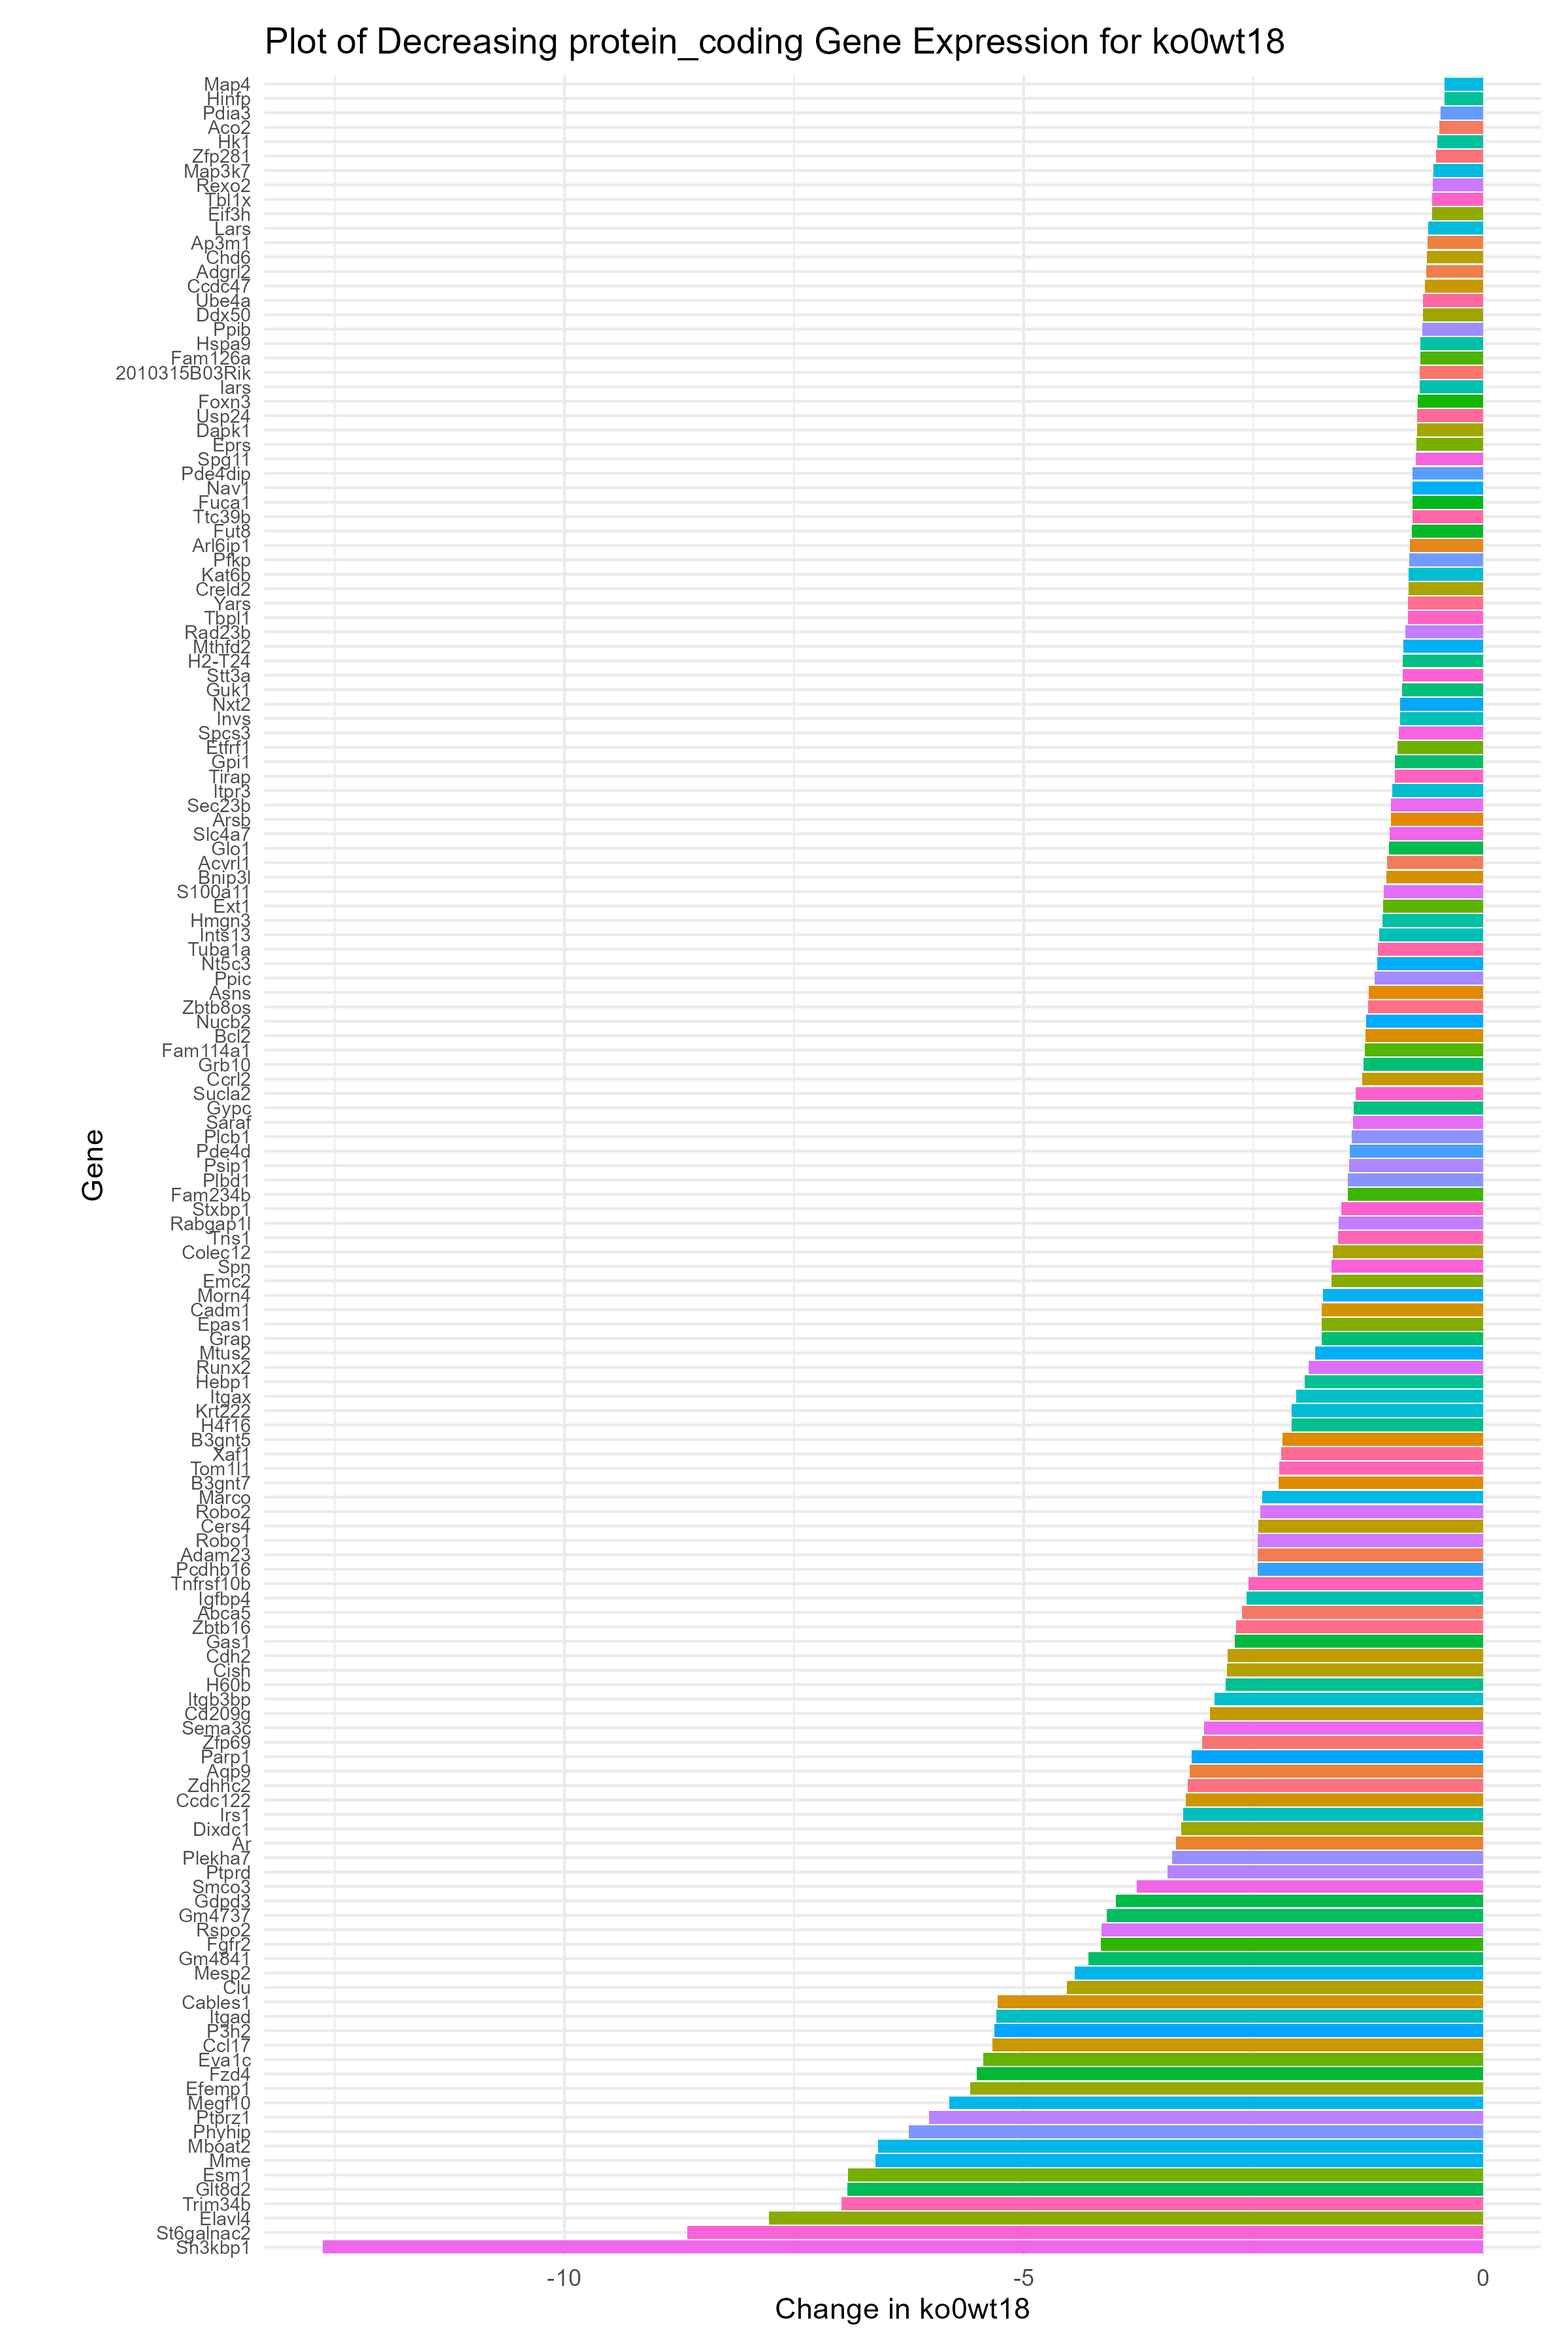 Plot of Decreasing protein_coding Gene Expression for ko0wt18
Map4
Hinfp
Pdia3
Aco2
Hk1
Zfp281
Map3k7
Rexo2
Tbl1x
Eif3h
Lars
Ap3m1
Chd6
Adgrl2
Ccdc47
Ube4a
Ddx50
Ppib
Hspa9
Fam126a
2010315B03Rik
Iars
Foxn3
Usp24
Dapk1
Eprs
Spg11
Pde4dip
Nav1
Fuca1
Ttc39b
Fut8
Arl6ip1
Pfkp
Kat6b
Creld2
Yars
Tbpl1
Rad23b
Mthfd2
H2-T24
Stt3a
Guk1
Nxt2
Invs
Spcs3
Etfrf1
Gpi1
Tirap
Itpr3
Sec23b
Arsb
Slc4a7
Glo1
Acvrl1
Bnip3l
S100a11
Ext1
Hmgn3
Ints13
Tuba1a
Nt5c3
Ppic
Asns
Zbtb8os
Nucb2
Bcl2
Fam114a1
Grb10
Ccrl2
Sucla2
Gypc
Saraf
Plcb1
Pde4d
Psip1
Plbd1
Fam234b
Stxbp1
Rabgap1l
Tns1
Colec12
Spn
Emc2
Morn4
Cadm1
Epas1
Grap
Mtus2
Runx2
Hebp1
Itgax
Krt222
H4f16
B3gnt5
Xaf1
Tom1l1
B3gnt7
Marco
Robo2
Cers4
Robo1
Adam23
Pcdhb16
Tnfrsf10b
Igfbp4
Abca5
Zbtb16
Gas1
Cdh2
Cish
H60b
Itgb3bp
Cd209g
Sema3c
Zfp69
Parp1
Aqp9
Zdhhc2
Ccdc122
Irs1
Dixdc1
Ar
Plekha7
Ptprd
Smco3
Gdpd3
Gm4737
Rspo2
Fgfr2
Gm4841
Mesp2
Clu
Cables1
Itgad
P3h2
Ccl17
Eva1c
Fzd4
Efemp1
Megf10
Ptprz1
Phyhip
Mboat2
Mme
Esm1
Glt8d2
Trim34b
Elavl4
St6galnac2
Sh3kbp1
Gene
-10 -5 0
Change in ko0wt18